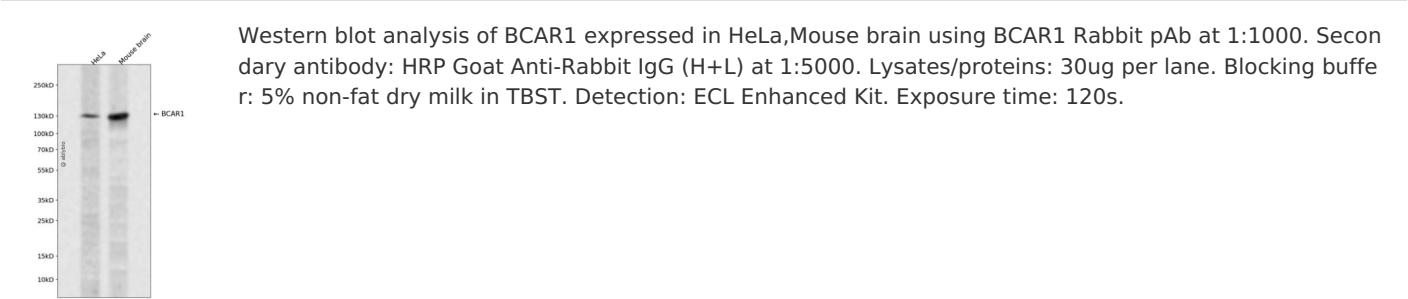 HeLa
Mouse brain
250kD
130kD
← BCAR1
100kD
70kD
55kD
35kD
25kD
15kD
10kD
@ ablybio
Western blot analysis of BCAR1 expressed in HeLa,Mouse brain using BCAR1 Rabbit pAb at 1:1000. Secon
dary antibody: HRP Goat Anti-Rabbit IgG (H+L) at 1:5000. Lysates/proteins: 30ug per lane. Blocking buffe
r: 5% non-fat dry milk in TBST. Detection: ECL Enhanced Kit. Exposure time: 120s.